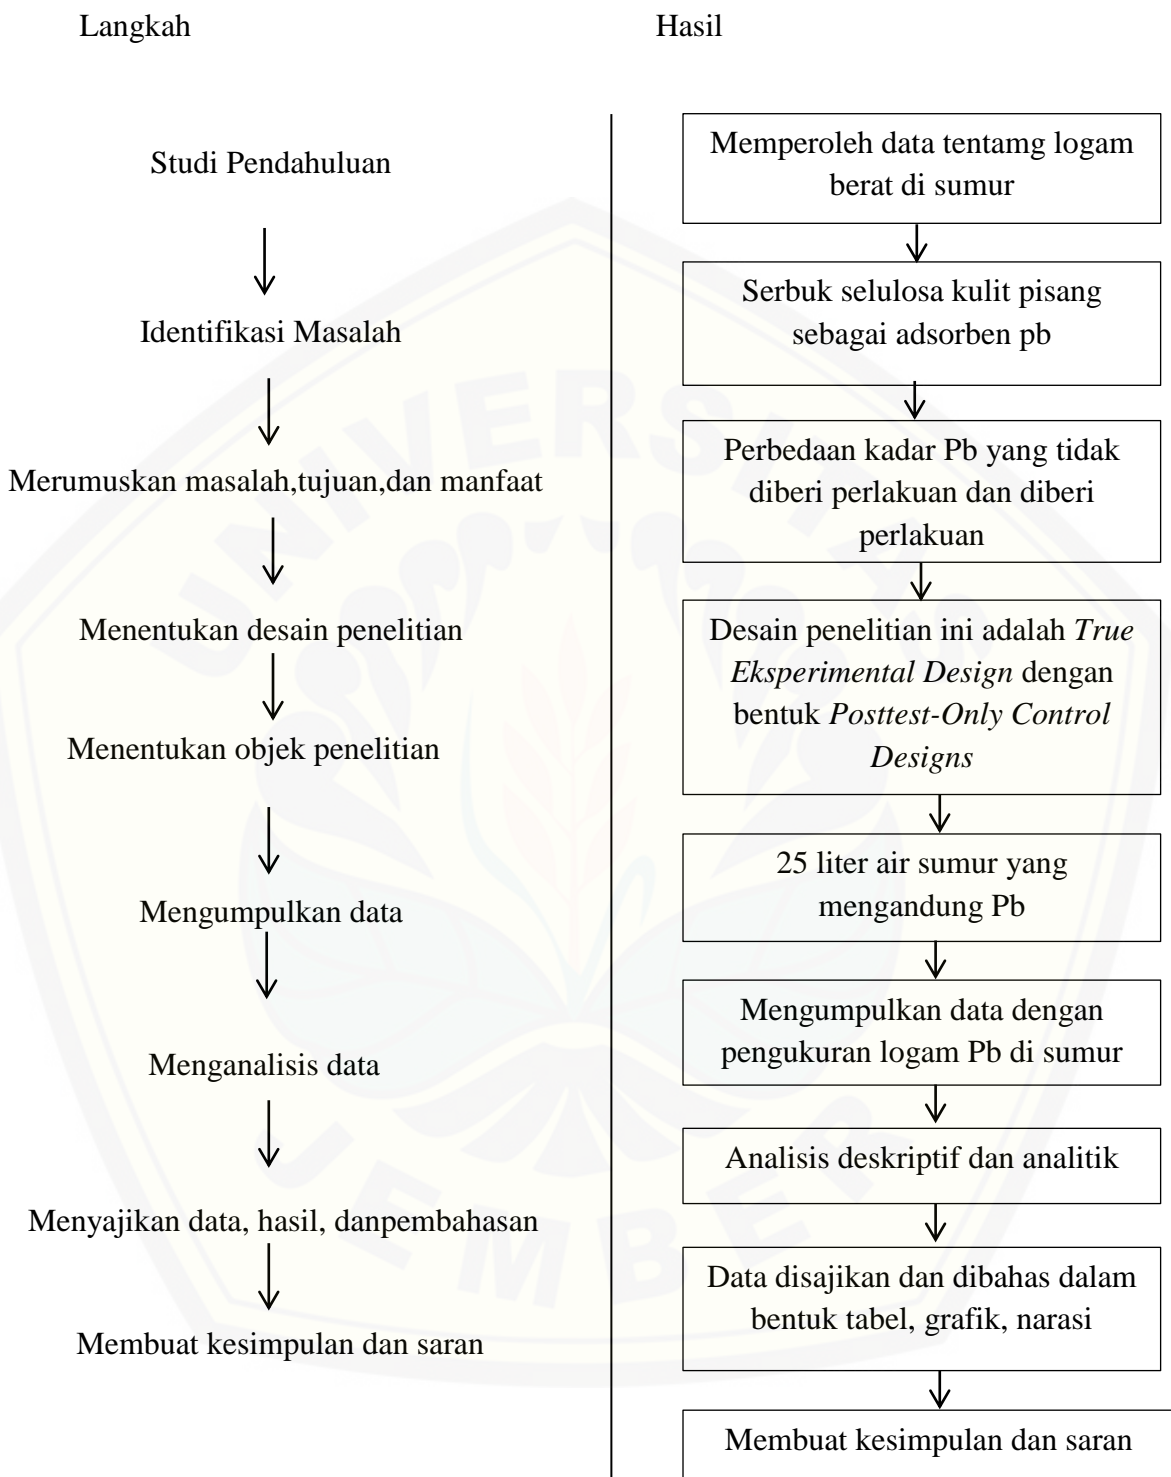 Langkah
Hasil
Studi Pendahuluan
Identifikasi Masalah
Merumuskan masalah,tujuan,dan manfaat
Menentukan desain penelitian
Menentukan objek penelitian
Mengumpulkan data
Menganalisis data
Menyajikan data, hasil, danpembahasan
Membuat kesimpulan dan saran
Memperoleh data tentamg logam
berat di sumur
Serbuk selulosa kulit pisang
sebagai adsorben pb
Perbedaan kadar Pb yang tidak
diberi perlakuan dan diberi
perlakuan
Desain penelitian ini adalah True
Eksperimental Design dengan
bentuk Posttest-Only Control
Designs
25 liter air sumur yang
mengandung Pb
Mengumpulkan data dengan
pengukuran logam Pb di sumur
Analisis deskriptif dan analitik
Data disajikan dan dibahas dalam
bentuk tabel, grafik, narasi
Membuat kesimpulan dan saran
UNIVERSITAS
JEMBER